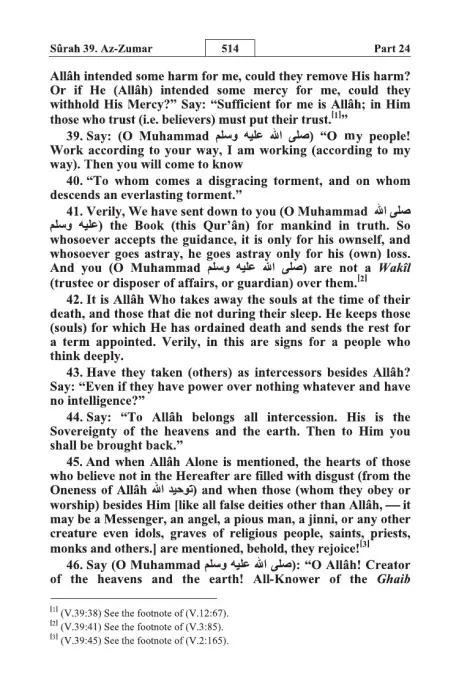 Sûrah 39. Az-Zumar 514 Part 24
Allâh intended some harm for me, could they remove His harm?
Or if He (Allâh) intended some mercy for me, could they
withhold His Mercy?” Say: “Sufficient for me is Allâh; in Him
those who trust (i.e. believers) must put their trust.[1]”
39. Say: (O Muhammad صلى الله عليه وسلم) “O my people!
Work according to your way, I am working (according to my
way). Then you will come to know
40. “To whom comes a disgracing torment, and on whom
descends an everlasting torment.”
41. Verily, We have sent down to you (O Muhammad صلى الله
عليه وسلم) the Book (this Qur’ân) for mankind in truth. So
whosoever accepts the guidance, it is only for his ownself, and
whosoever goes astray, he goes astray only for his (own) loss.
And you (O Muhammad صلى الله عليه وسلم) are not a Wakîl
(trustee or disposer of affairs, or guardian) over them.[2]
42. It is Allâh Who takes away the souls at the time of their
death, and those that die not during their sleep. He keeps those
(souls) for which He has ordained death and sends the rest for
a term appointed. Verily, in this are signs for a people who
think deeply.
43. Have they taken (others) as intercessors besides Allâh?
Say: “Even if they have power over nothing whatever and have
no intelligence?”
44. Say: “To Allâh belongs all intercession. His is the
Sovereignty of the heavens and the earth. Then to Him you
shall be brought back.”
45. And when Allâh Alone is mentioned, the hearts of those
who believe not in the Hereafter are filled with disgust (from the
Oneness of Allâh توحيد الله) and when those (whom they obey or
worship) besides Him [like all false deities other than Allâh, — it
may be a Messenger, an angel, a pious man, a jinni, or any other
creature even idols, graves of religious people, saints, priests,
monks and others.] are mentioned, behold, they rejoice![3]
46. Say (O Muhammad صلى الله عليه وسلم): “O Allâh! Creator
of the heavens and the earth! All-Knower of the Ghaib
[1] (V.39:38) See the footnote of (V.12:67).
[2] (V.39:41) See the footnote of (V.3:85).
[3] (V.39:45) See the footnote of (V.2:165).